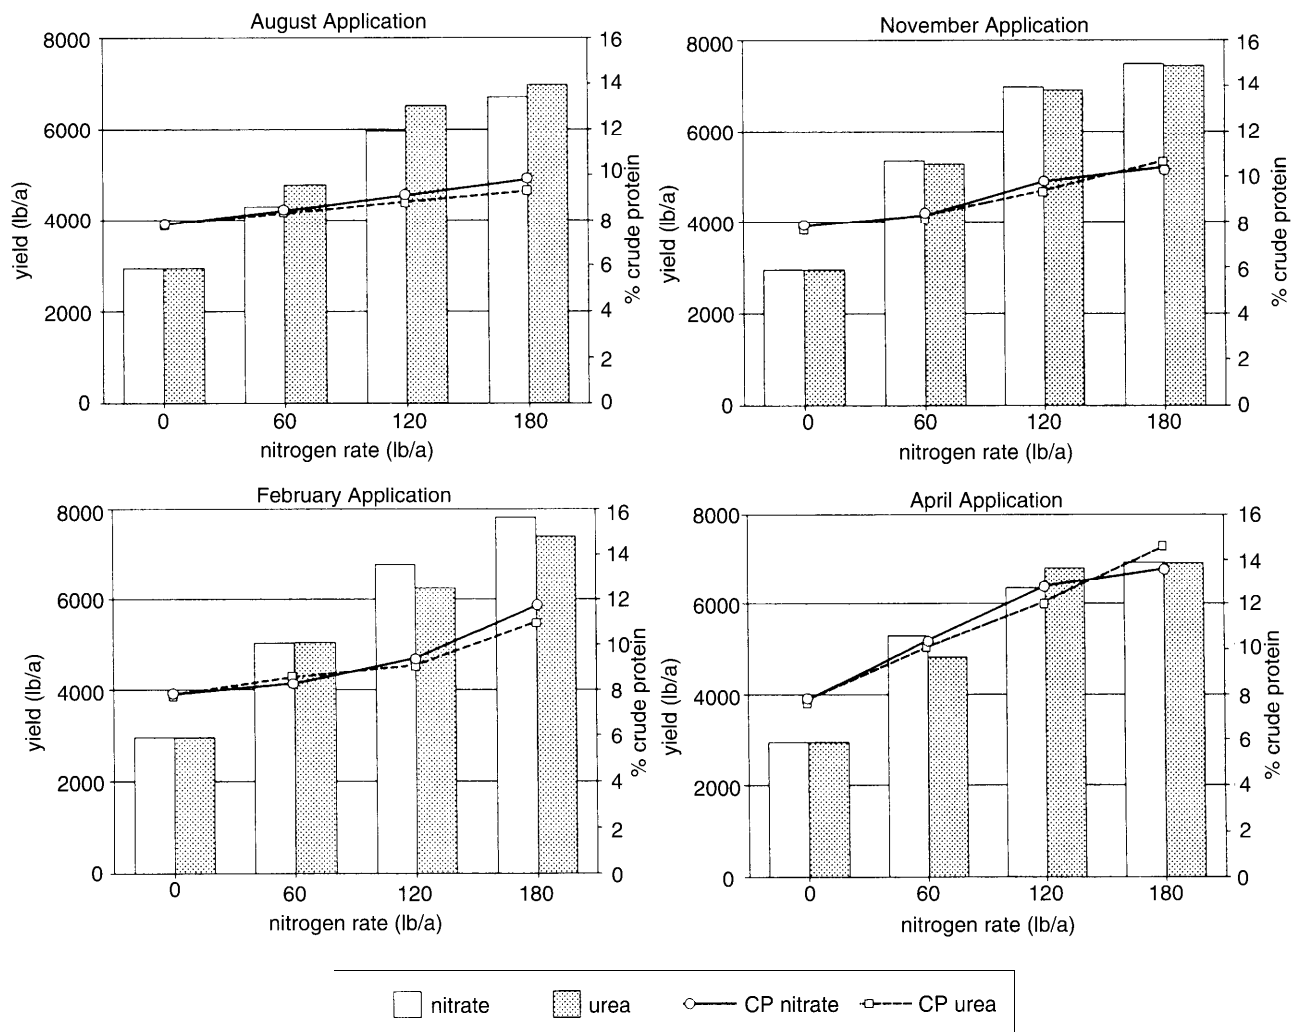 August Application
8000
6000
4000
2000
0
yield (lb/a)
16
14
12
10
8
6
4
2
0
% crude protein
0 60 120 180
nitrogen rate (lb/a)
November Application
8000
6000
4000
2000
0
yield (lb/a)
16
14
12
10
8
6
4
2
0
% crude protein
0 60 120 180
nitrogen rate (lb/a)
February Application
8000
6000
4000
2000
0
yield (lb/a)
16
14
12
10
8
6
4
2
0
% crude protein
0 60 120 180
nitrogen rate (lb/a)
April Application
8000
6000
4000
2000
0
yield (lb/a)
16
14
12
10
8
6
4
2
0
% crude protein
0 60 120 180
nitrogen rate (lb/a)
nitrate urea CP nitrate CP urea